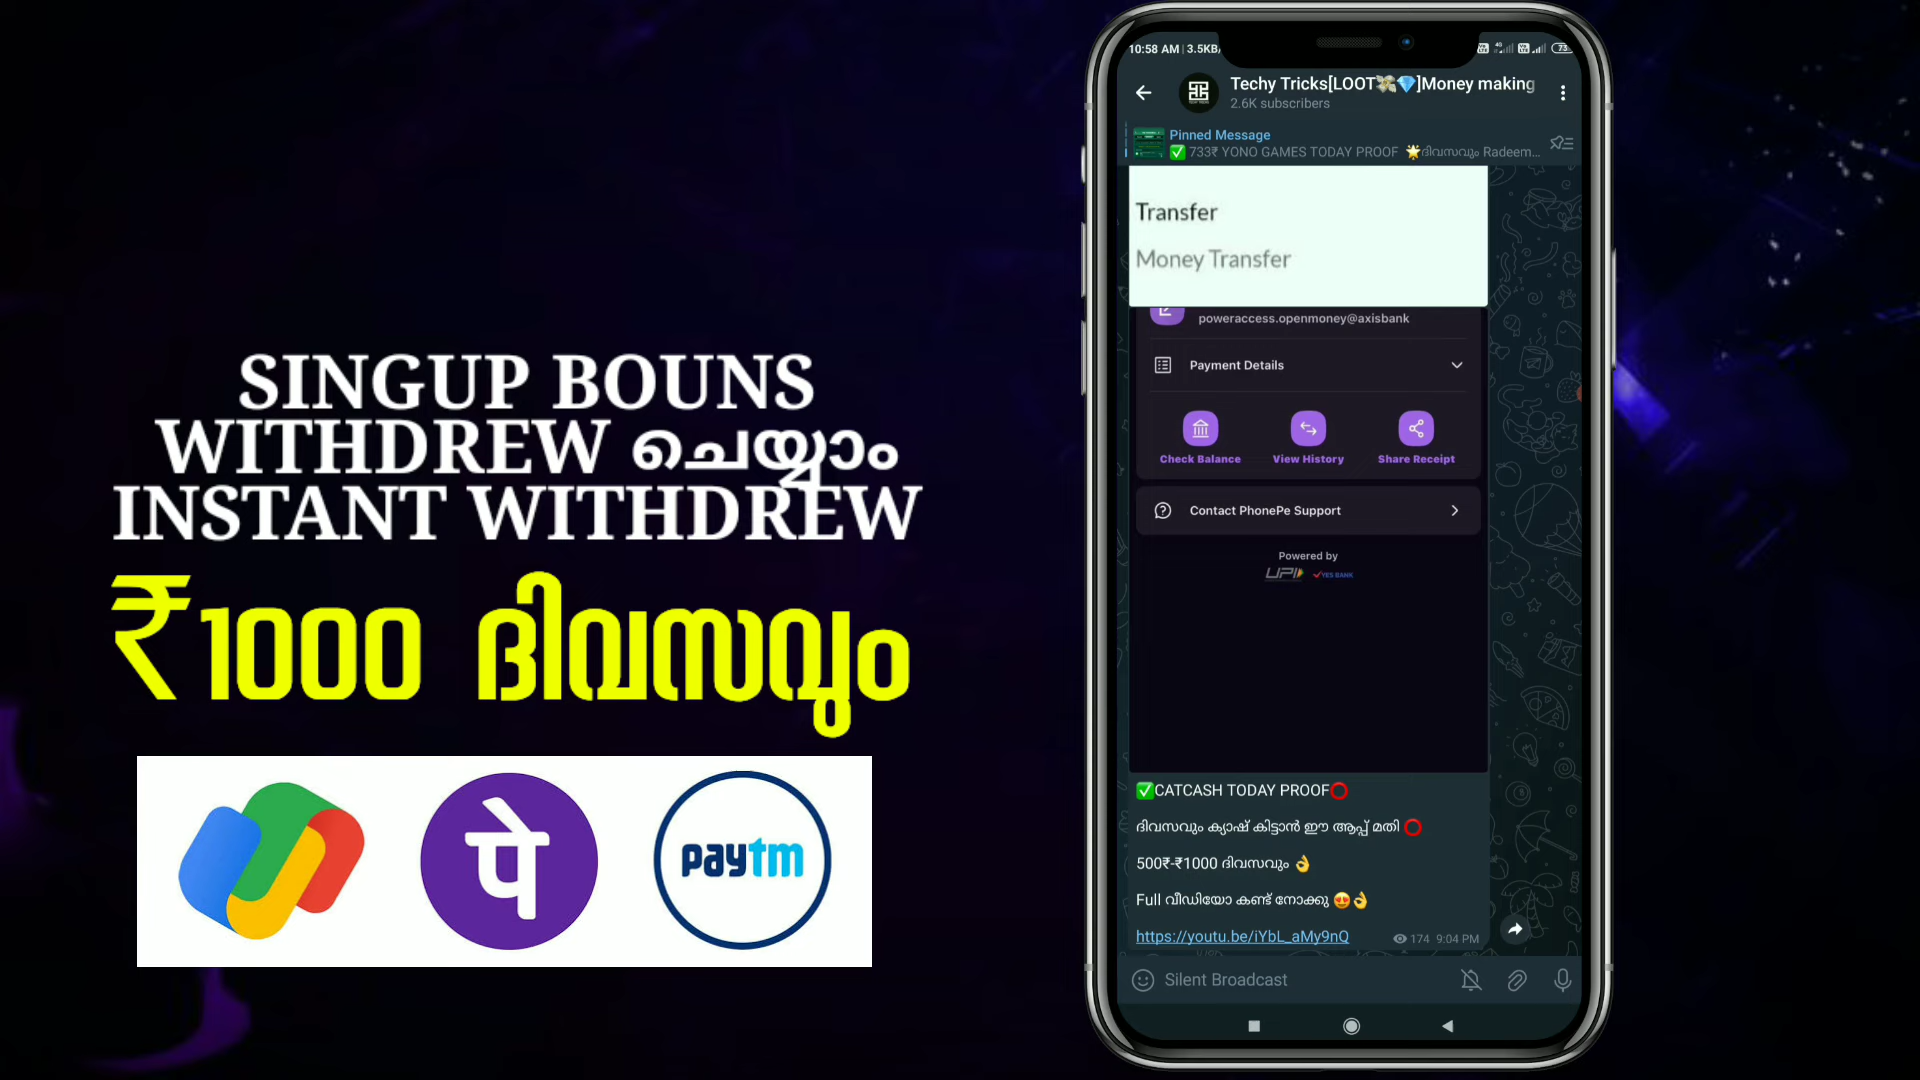 SINGUP BOUNS
WITHDREW ചെയ്യാം
INSTANT WITHDREW
₹1000 ദിവസവും
पे
paytm
10:58 AM | 3.5KB/
73
Techy Tricks[LOOT💸💎]Money making
2.6K subscribers
Pinned Message
✅ 733₹ YONO GAMES TODAY PROOF 🌟ദിവസവും Radeem...
Transfer
Money Transfer
poweraccess.openmoney@axisbank
Payment Details
Check Balance
View History
Share Receipt
Contact PhonePe Support
Powered by
UPI YES BANK
✅CATCASH TODAY PROOF⭕
ദിവസവും ക്യാഷ് കിട്ടാൻ ഈ ആപ്പ് മതി ⭕
500₹-₹1000 ദിവസവും 👌
Full വീഡിയോ കണ്ട് നോക്കു 😍👌
https://youtu.be/iYbL_aMy9nQ
174 9:04 PM
Silent Broadcast